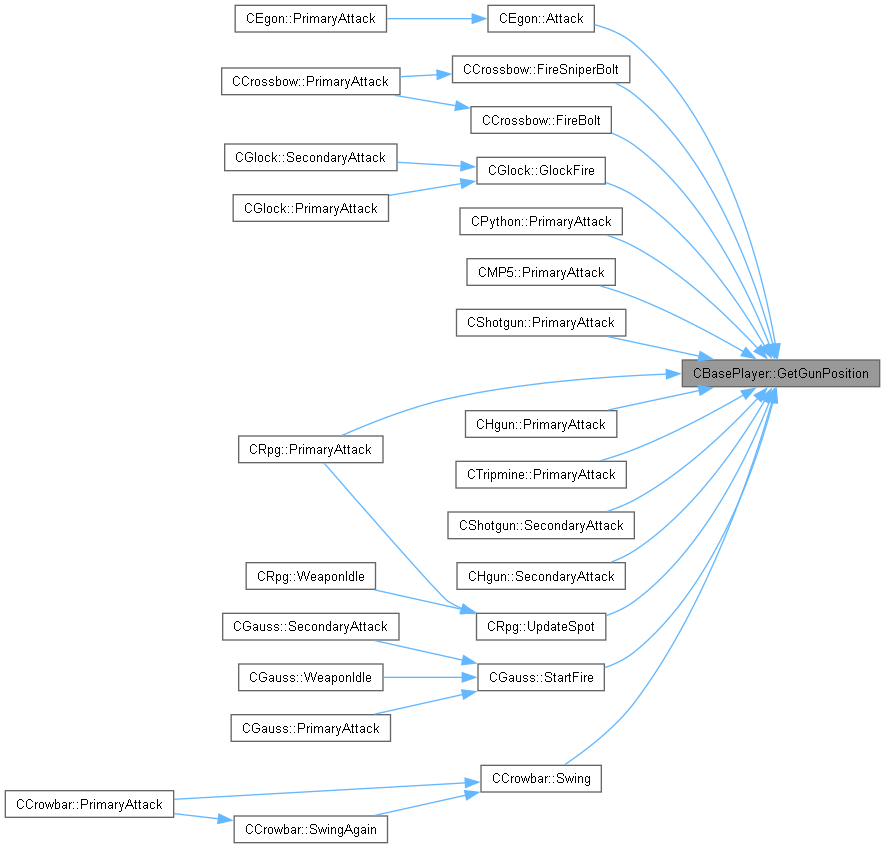 CEgon::PrimaryAttack
CEgon::Attack
CCrossbow::FireSniperBolt
CCrossbow::PrimaryAttack
CCrossbow::FireBolt
CGlock::SecondaryAttack
CGlock::GlockFire
CGlock::PrimaryAttack
CPython::PrimaryAttack
CMP5::PrimaryAttack
CShotgun::PrimaryAttack
CBasePlayer::GetGunPosition
CHgun::PrimaryAttack
CRpg::PrimaryAttack
CTripmine::PrimaryAttack
CShotgun::SecondaryAttack
CRpg::WeaponIdle
CHgun::SecondaryAttack
CGauss::SecondaryAttack
CRpg::UpdateSpot
CGauss::WeaponIdle
CGauss::StartFire
CGauss::PrimaryAttack
CCrowbar::Swing
CCrowbar::PrimaryAttack
CCrowbar::SwingAgain